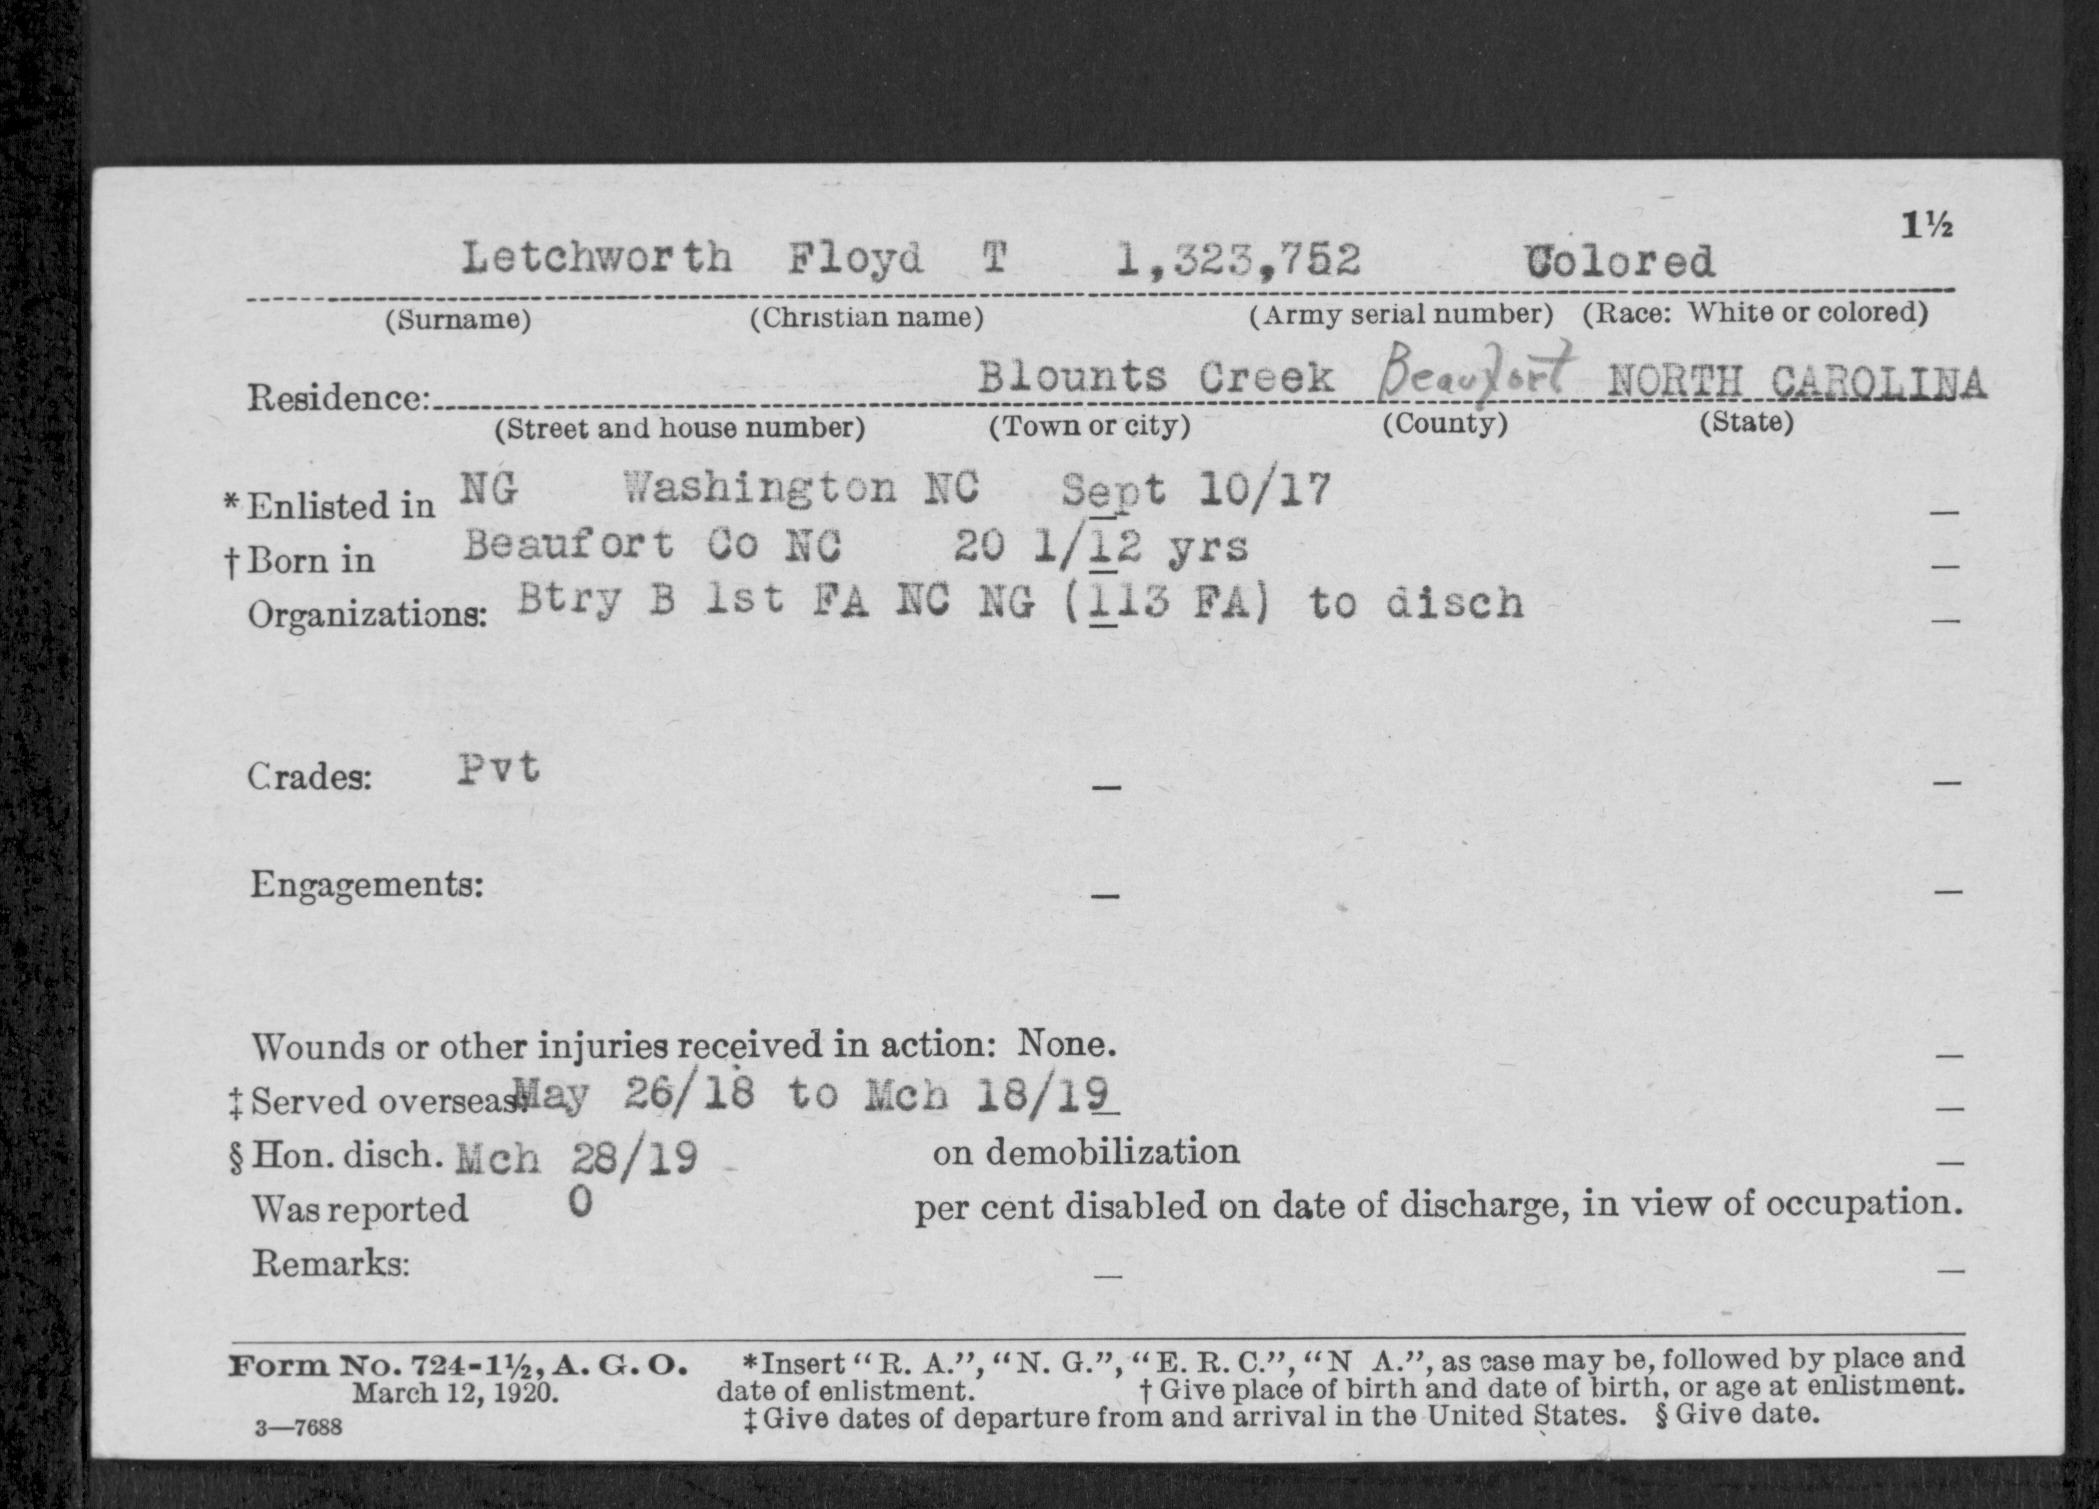 1½
Letchworth Floyd T 1,323,752 Colored
(Surname) (Christian name) (Army serial number) (Race: White or colored)
Residence: Blounts Creek Beaufort NORTH CAROLINA
(Street and house number) (Town or city) (County) (State)
*Enlisted in NG Washington NC Sept 10/17
†Born in Beaufort Co NC 20 1/12 yrs
Organizations: Btry B 1st FA NC NG (113 FA) to disch
Grades: Pvt
Engagements:
Wounds or other injuries received in action: None.
‡Served overseas: May 26/18 to Mch 18/19
§Hon. disch. Mch 28/19 on demobilization
Was reported 0 per cent disabled on date of discharge, in view of occupation.
Remarks:
Form No. 724-1½, A. G. O. *Insert "R. A.", "N. G.", "E. R. C.", "N A.", as case may be, followed by place and
March 12, 1920. date of enlistment. †Give place of birth and date of birth, or age at enlistment.
3—7688 ‡Give dates of departure from and arrival in the United States. §Give date.